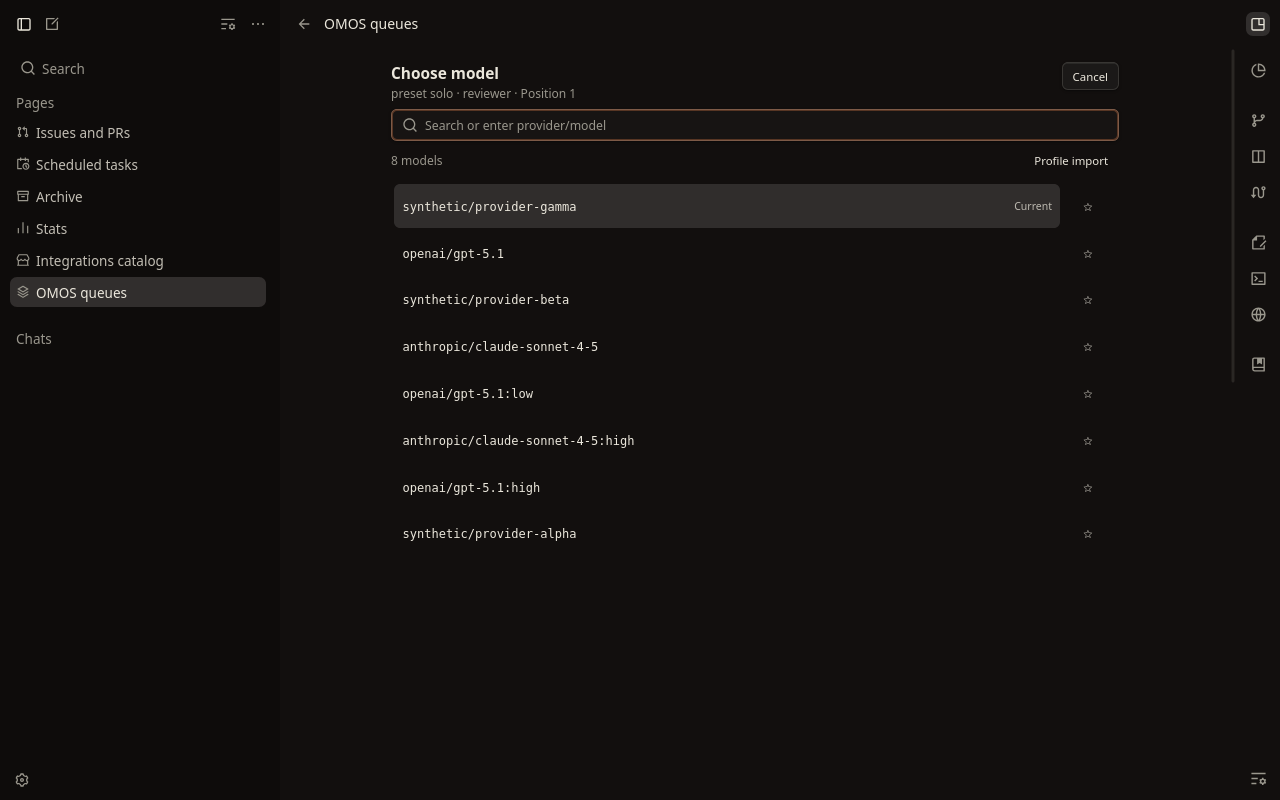 OMOS queues
Search
Pages
Issues and PRs
Scheduled tasks
Archive
Stats
Integrations catalog
OMOS queues
Chats
Choose model
preset solo · reviewer · Position 1
Cancel
Search or enter provider/model
8 models
Profile import
synthetic/provider-gamma
Current
openai/gpt-5.1
synthetic/provider-beta
anthropic/claude-sonnet-4-5
openai/gpt-5.1:low
anthropic/claude-sonnet-4-5:high
openai/gpt-5.1:high
synthetic/provider-alpha